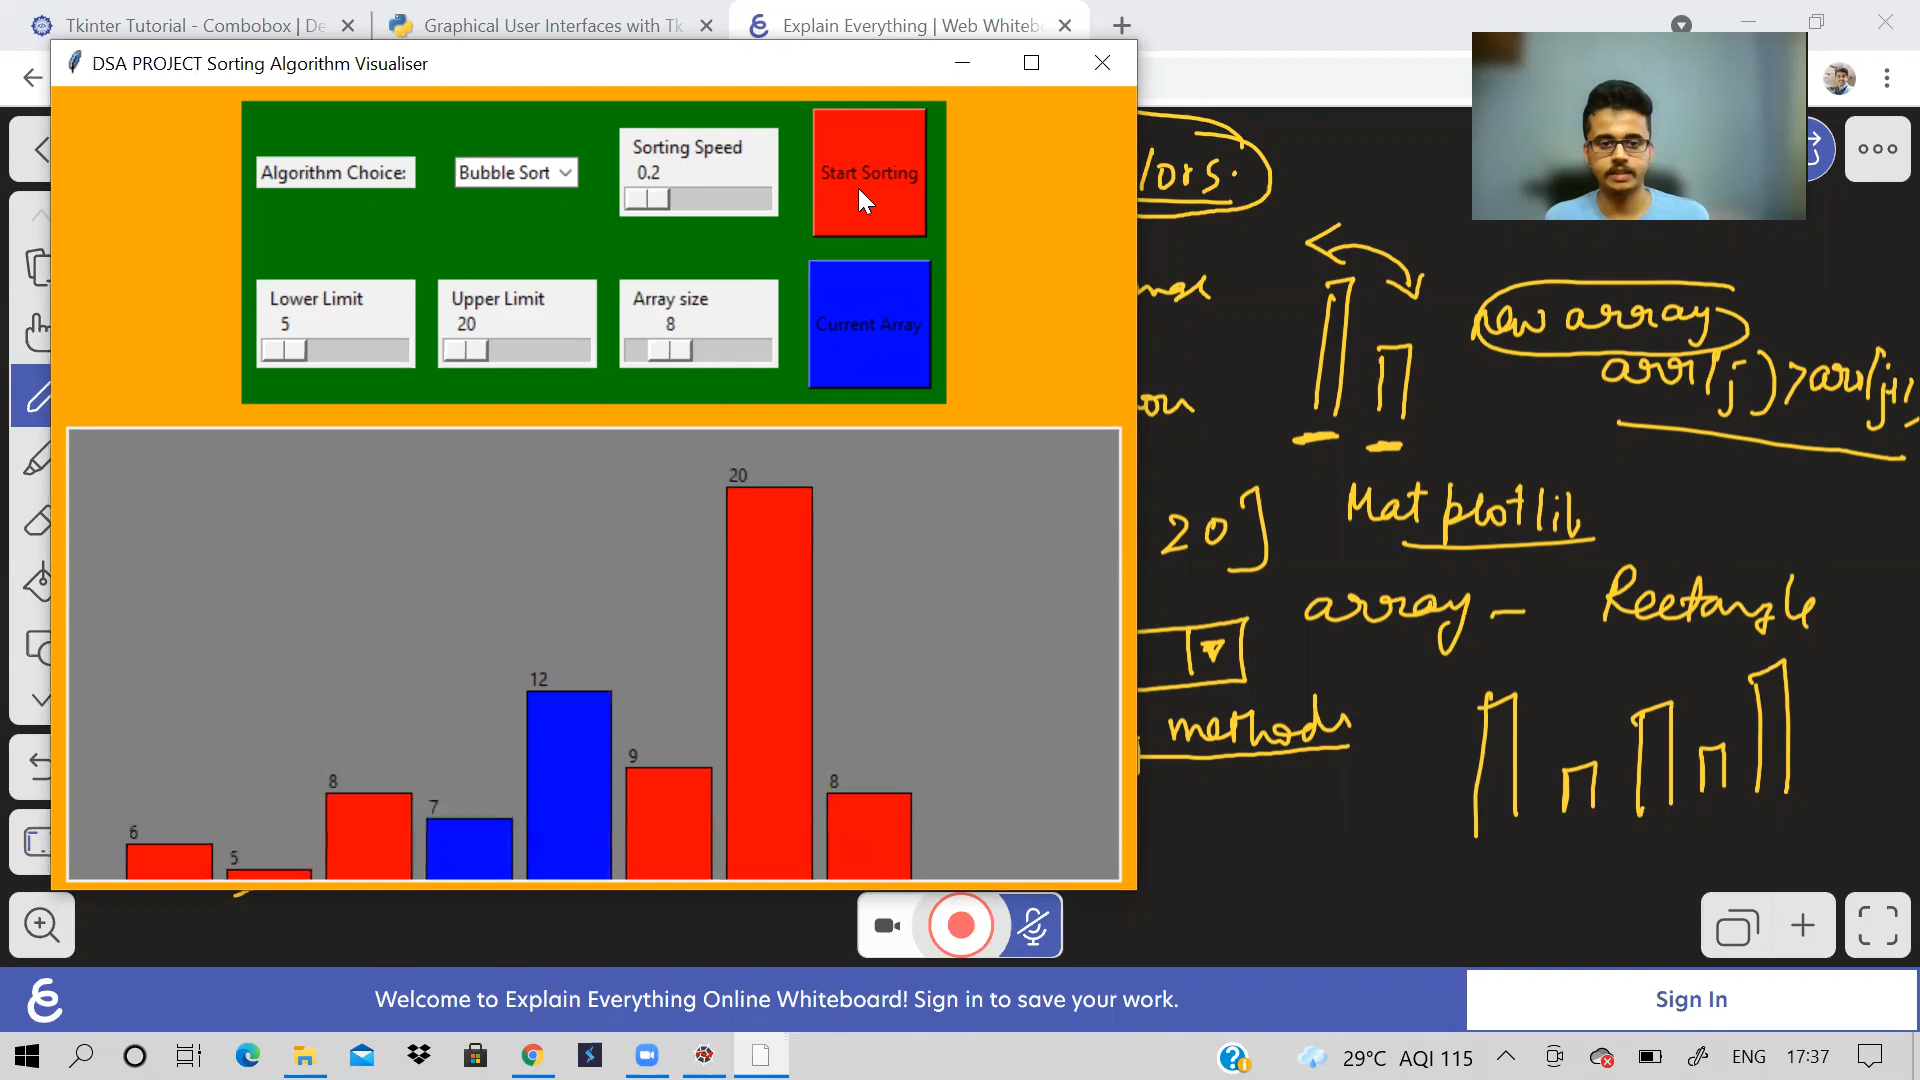 Tkinter Tutorial - Combobox | De
Graphical User Interfaces with Tk
Explain Everything | Web Whiteb
DSA PROJECT Sorting Algorithm Visualiser
Algorithm Choice:
Bubble Sort
Sorting Speed
0.2
Start Sorting
Lower Limit
5
Upper Limit
20
Array size
8
Current Array
20
12
9
8
8
7
6
5
lors.
new array
arr[j]>arr[j+1
20]
Matplotlib
array - Rectangle
methods
Welcome to Explain Everything Online Whiteboard! Sign in to save your work.
Sign In
29°C AQI 115
ENG
17:37